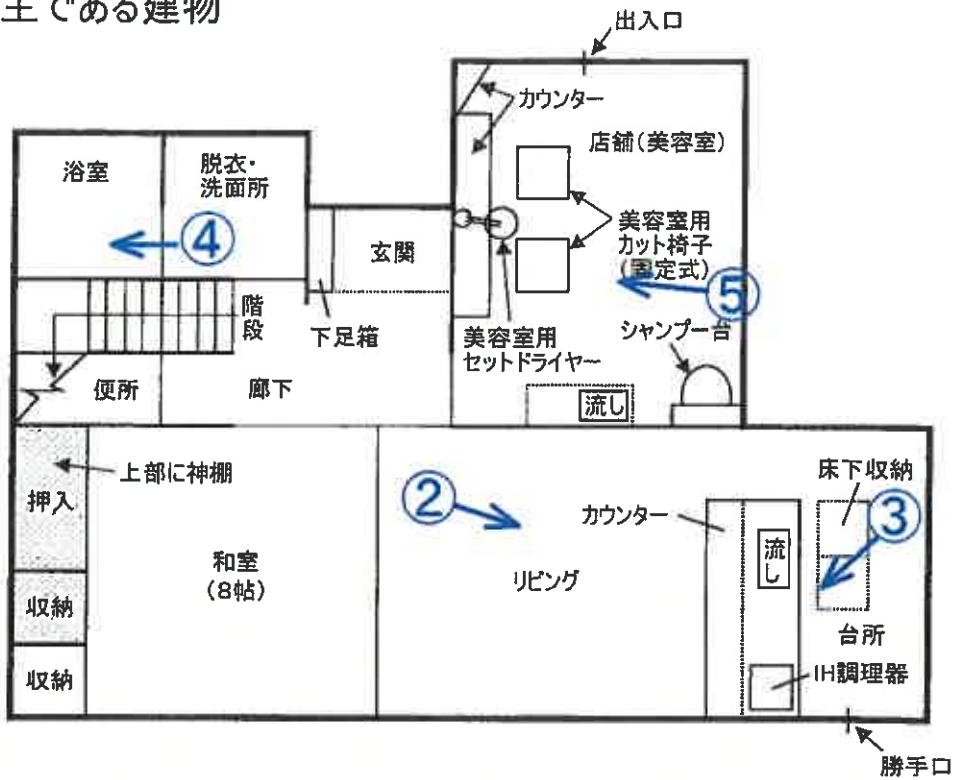 主である建物
出入口
カウンター
店舗(美容室)
浴室
脱衣・
洗面所
④
玄関
美容室用
カット椅子
(固定式)
⑤
階
段
下足箱
美容室用
セットドライヤー
シャンプー台
便所
廊下
流し
上部に神棚
押入
②
カウンター
床下収納
③
和室
(8帖)
リビング
流し
収納
台所
収納
IH調理器
勝手口